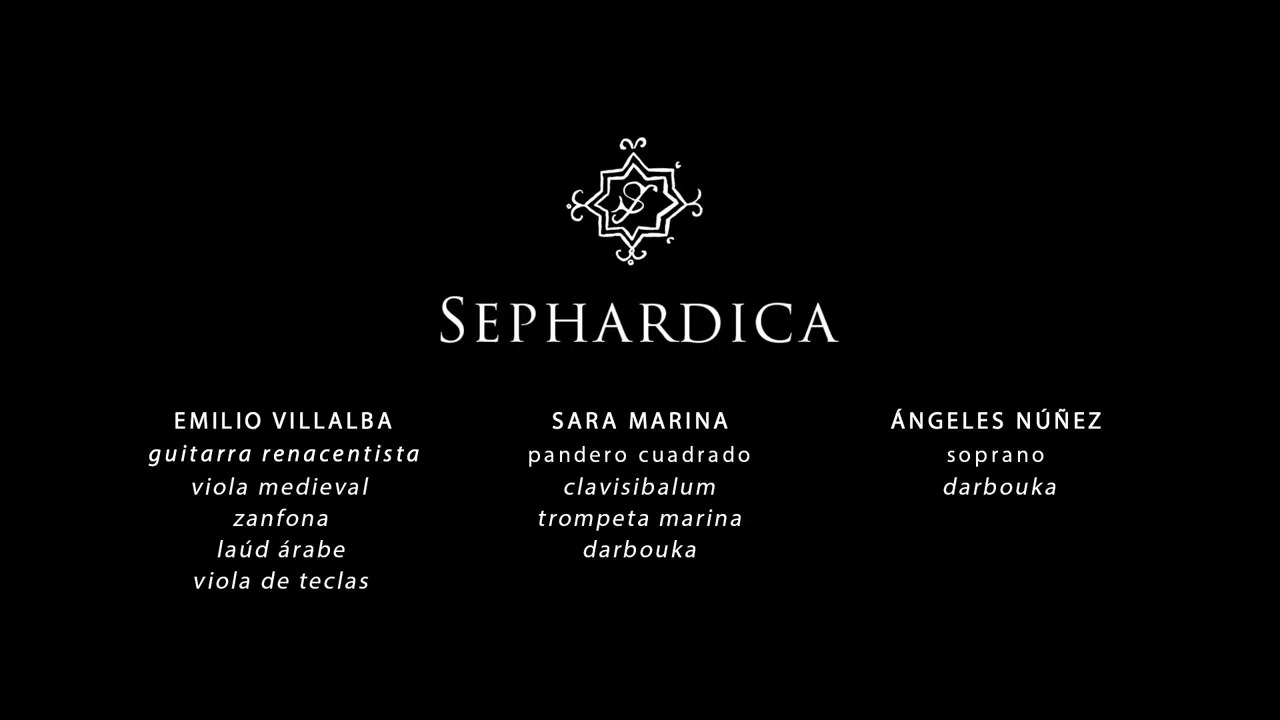 SEPHARDICA
EMILIO VILLALBA
guitarra renacentista
viola medieval
zanfona
laúd árabe
viola de teclas
SARA MARINA
pandero cuadrado
clavisibalum
trompeta marina
darbouka
ÁNGELES NÚÑEZ
soprano
darbouka